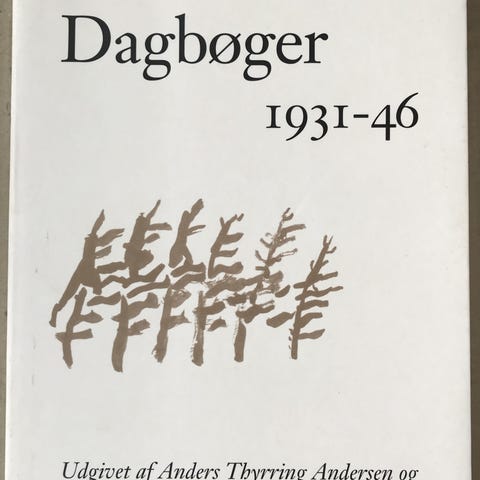 Dagbøger
1931-46
Udgivet af Anders Thyrring Andersen og